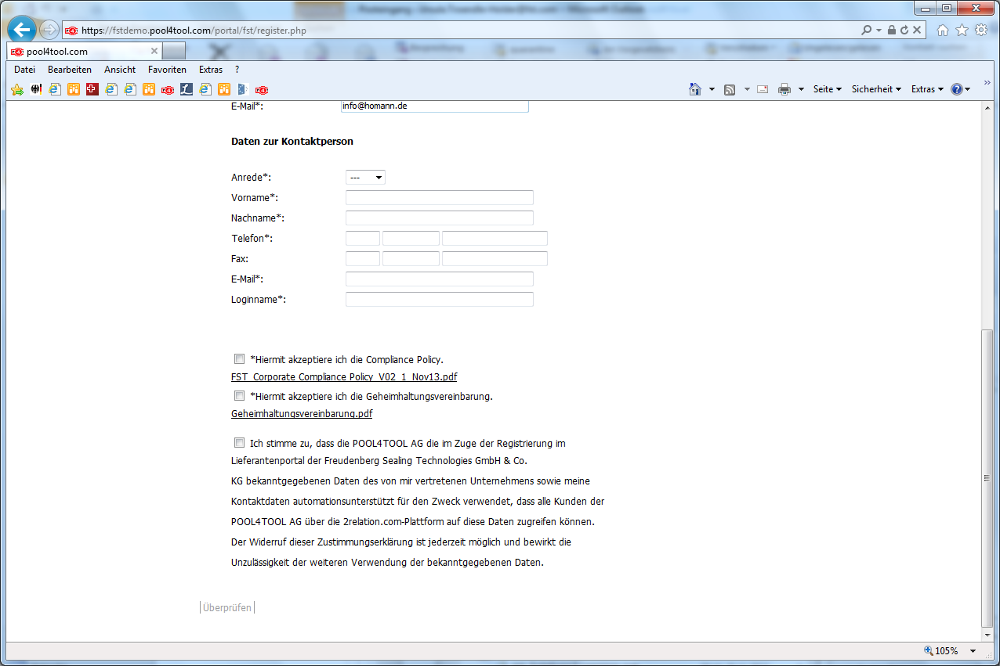 https://fstdemo.pool4tool.com/portal/fst/register.php
pool4tool.com
Datei Bearbeiten Ansicht Favoriten Extras ?
Seite Sicherheit Extras
E-Mail*: info@homann.de
Daten zur Kontaktperson
Anrede*: ---
Vorname*:
Nachname*:
Telefon*:
Fax:
E-Mail*:
Loginname*:
*Hiermit akzeptiere ich die Compliance Policy.
FST_Corporate Compliance Policy_V02_1_Nov13.pdf
*Hiermit akzeptiere ich die Geheimhaltungsvereinbarung.
Geheimhaltungsvereinbarung.pdf
Ich stimme zu, dass die POOL4TOOL AG die im Zuge der Registrierung im
Lieferantenportal der Freudenberg Sealing Technologies GmbH & Co.
KG bekanntgegebenen Daten des von mir vertretenen Unternehmens sowie meine
Kontaktdaten automationsunterstützt für den Zweck verwendet, dass alle Kunden der
POOL4TOOL AG über die 2relation.com-Plattform auf diese Daten zugreifen können.
Der Widerruf dieser Zustimmungserklärung ist jederzeit möglich und bewirkt die
Unzulässigkeit der weiteren Verwendung der bekanntgegebenen Daten.
Überprüfen
105%